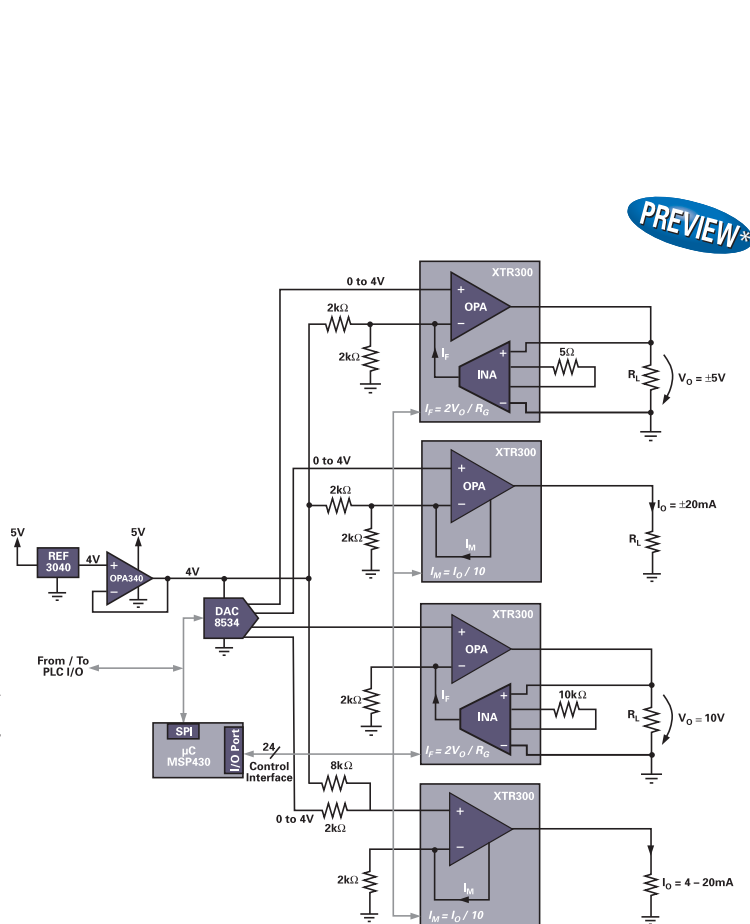 PREVIEW*
XTR300
0 to 4V
+
OPA
2kΩ
–
2kΩ
I_F
+
5Ω
INA
R_L
V_O = ±5V
–
I_F = 2V_O / R_G
XTR300
0 to 4V
+
OPA
2kΩ
–
I_O = ±20mA
2kΩ
I_M
R_L
I_M = I_O / 10
5V
5V
REF
3040
4V
+
OPA340
–
4V
DAC
8534
XTR300
+
OPA
–
From / To
PLC I/O
2kΩ
I_F
+
10kΩ
INA
R_L
V_O = 10V
–
I_F = 2V_O / R_G
SPI
µC
MSP430
I/O Port
24
Control
Interface
8kΩ
XTR300
0 to 4V
2kΩ
+
–
2kΩ
I_M
I_O = 4 – 20mA
I_M = I_O / 10